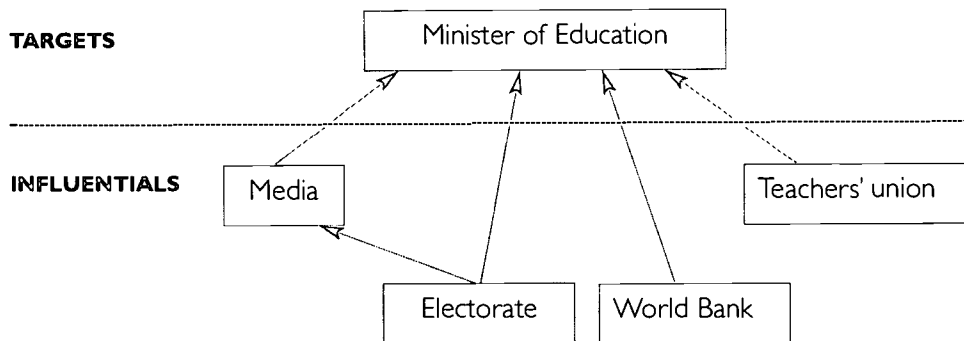 TARGETS
Minister of Education
INFLUENTIALS
Media
Teachers' union
Electorate
World Bank